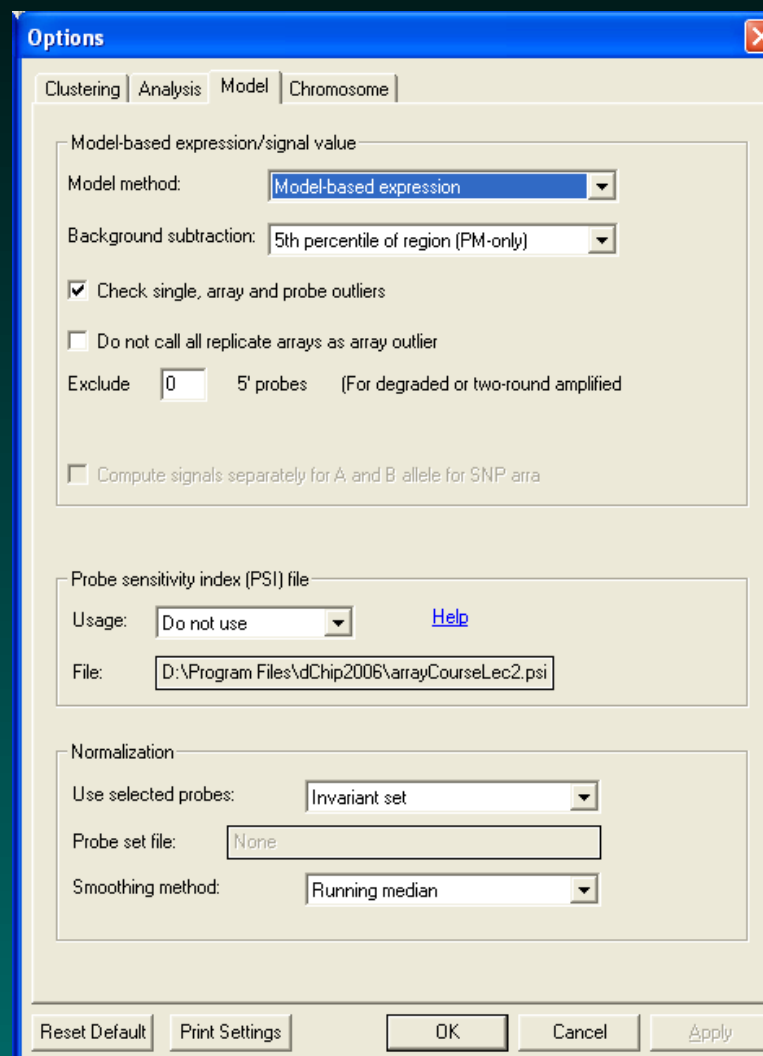 Options
Clustering Analysis Model Chromosome
Model-based expression/signal value
Model method: Model-based expression
Background subtraction: 5th percentile of region (PM-only)
Check single, array and probe outliers
Do not call all replicate arrays as array outlier
Exclude 0 5' probes (For degraded or two-round amplified
Compute signals separately for A and B allele for SNP arra
Probe sensitivity index (PSI) file
Usage: Do not use Help
File: D:\Program Files\dChip2006\arrayCourseLec2.psi
Normalization
Use selected probes: Invariant set
Probe set file: None
Smoothing method: Running median
Reset Default Print Settings OK Cancel Apply